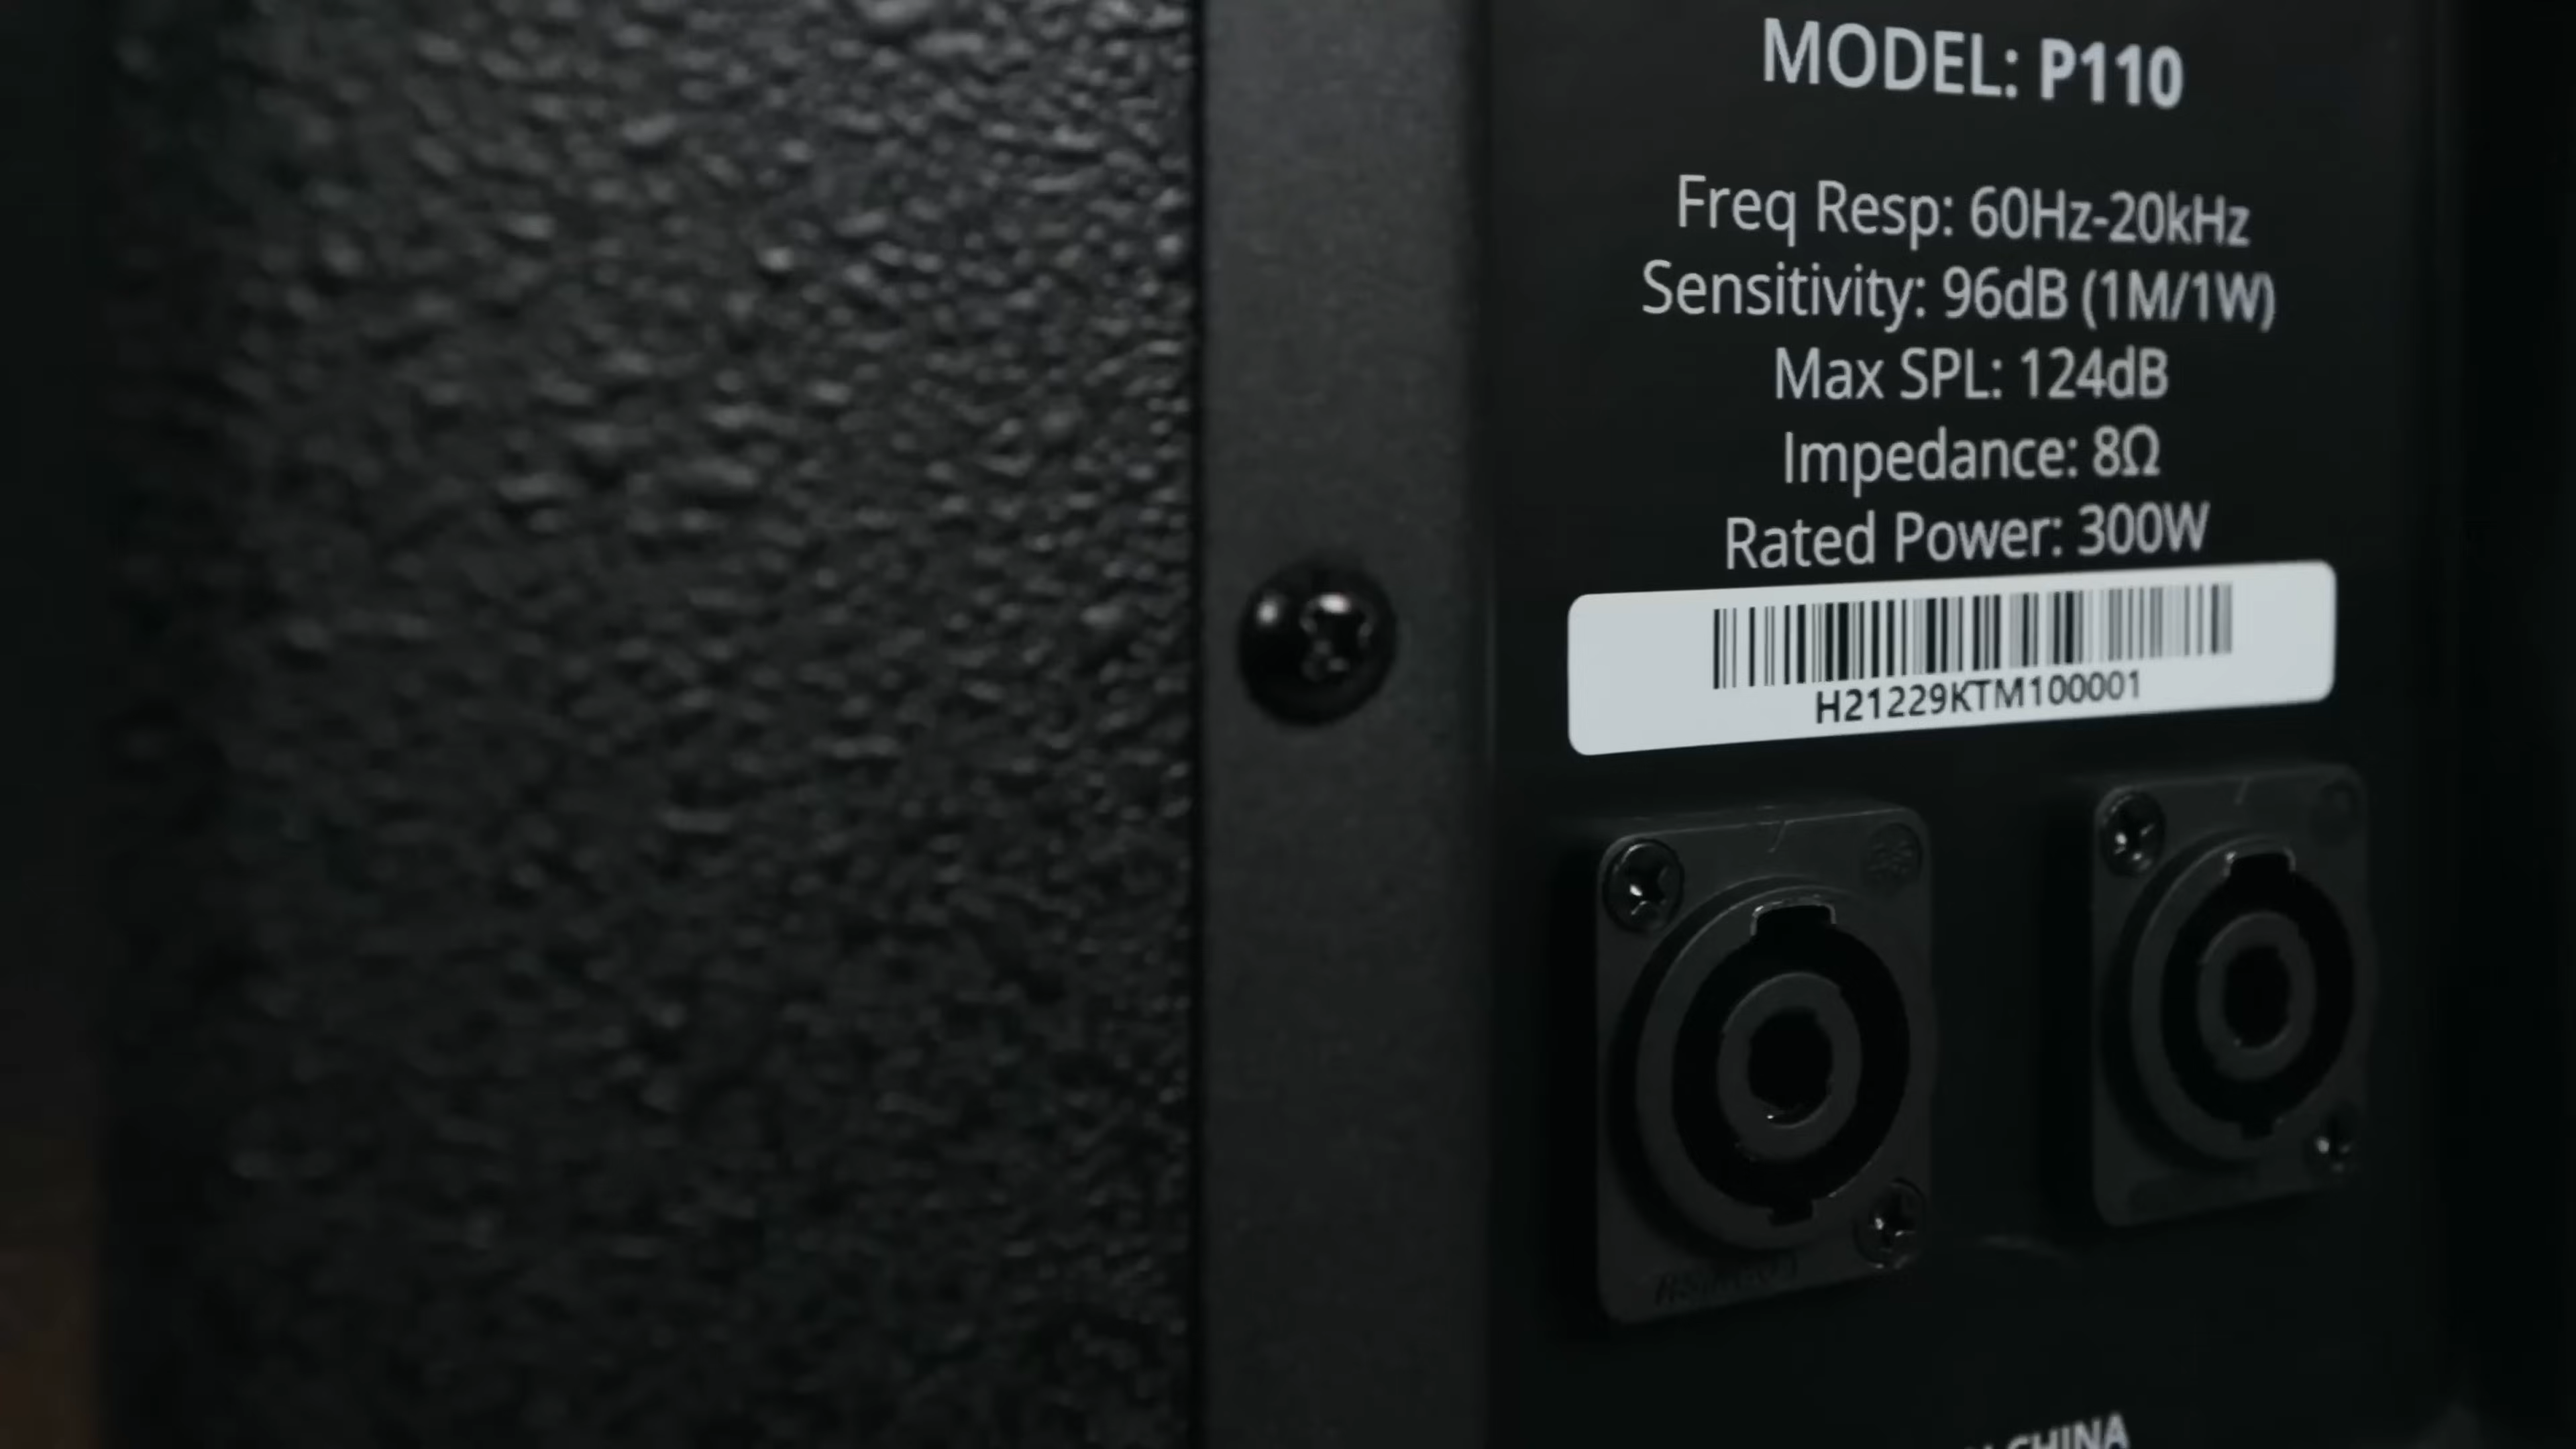 MODEL: P110
Freq Resp: 60Hz-20kHz
Sensitivity: 96dB (1M/1W)
Max SPL: 124dB
Impedance: 8Ω
Rated Power: 300W
H21229KTM100001
CHINA